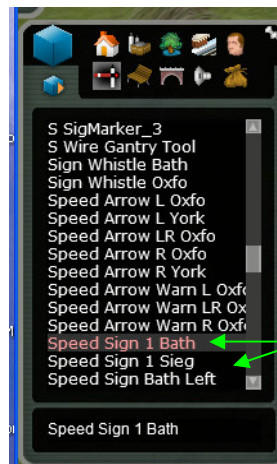 S SigMarker_3
S Wire Gantry Tool
Sign Whistle Bath
Sign Whistle Oxfo
Speed Arrow L Oxfo
Speed Arrow L York
Speed Arrow LR Oxfo
Speed Arrow R Oxfo
Speed Arrow R York
Speed Arrow Warn L Oxfo
Speed Arrow Warn LR Ox
Speed Arrow Warn R Oxf
Speed Sign 1 Bath
Speed Sign 1 Sieg
Speed Sign Bath Left
Speed Sign 1 Bath